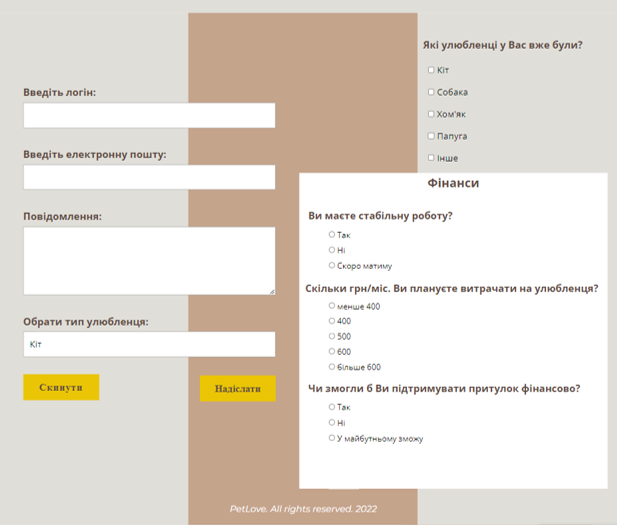 Введіть логін:
Введіть електронну пошту:
Повідомлення:
Обрати тип улюбленця:
Кіт
Скинути
Надіслати
Які улюбленці у Вас вже були?
Кіт
Собака
Хом'як
Папуга
Інше
Фінанси
Ви маєте стабільну роботу?
Так
Ні
Скоро матиму
Скільки грн/міс. Ви плануєте витрачати на улюбленця?
менше 400
400
500
600
більше 600
Чи змогли б Ви підтримувати притулок фінансово?
Так
Ні
У майбутньому зможу
PetLove. All rights reserved. 2022